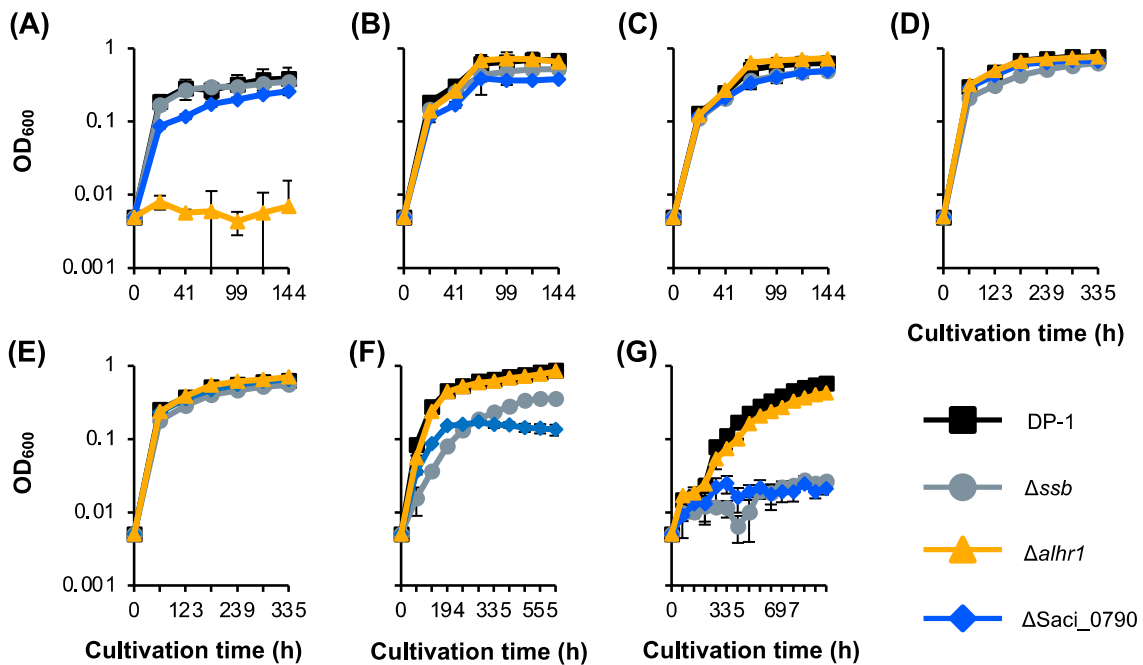 (A) (B) (C) (D)
OD600
1
0.1
0.01
0.001
0 41 99 144
0 41 99 144
0 41 99 144
0 123 239 335
Cultivation time (h)
(E) (F) (G)
OD600
1
0.1
0.01
0.001
0 123 239 335
0 194 335 555
0 335 697
Cultivation time (h) Cultivation time (h) Cultivation time (h)
DP-1
Δssb
Δalhr1
ΔSaci_0790